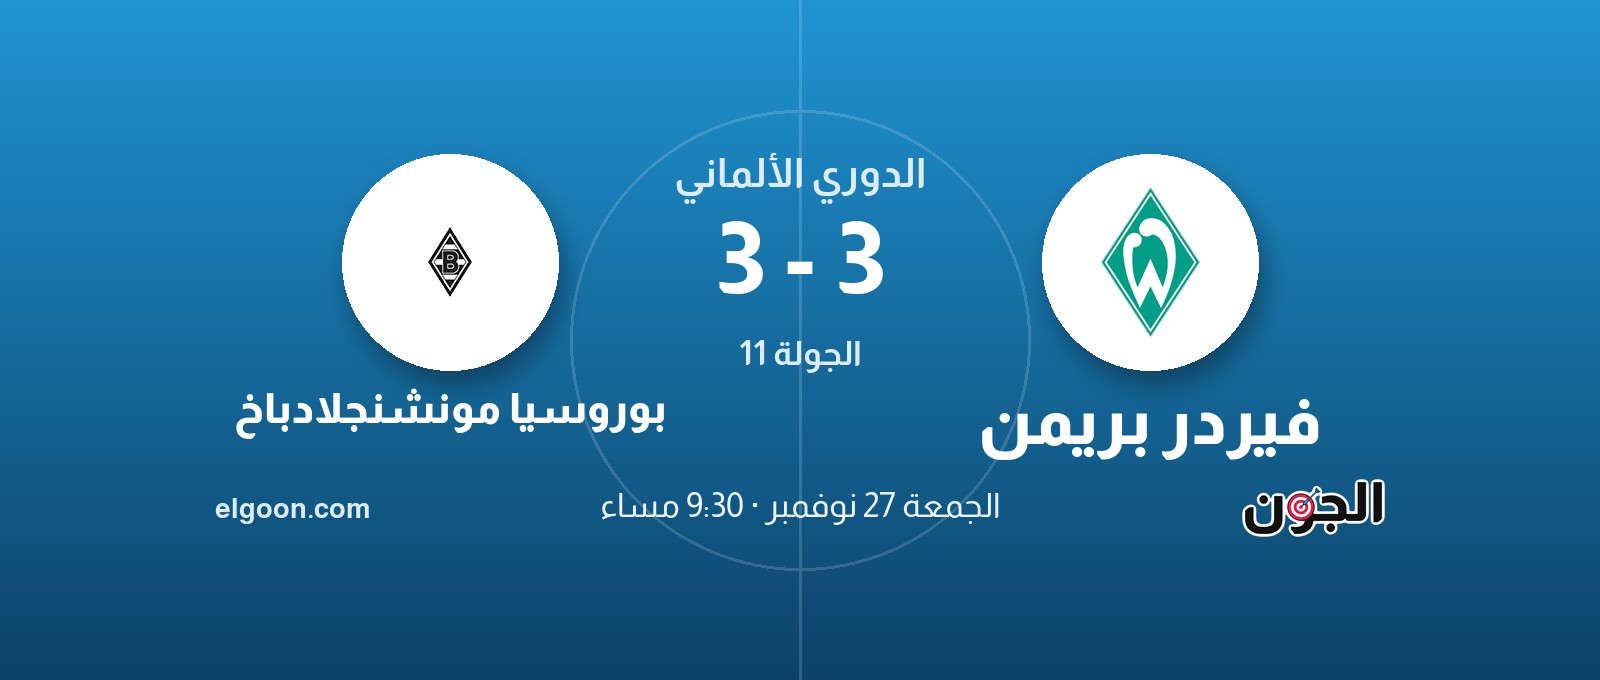 الدوري الألماني
3 - 3
الجولة 11
فيردر بريمن
بوروسيا مونشنجلادباخ
الجمعة 27 نوفمبر · 9:30 مساء
الجون
elgoon.com